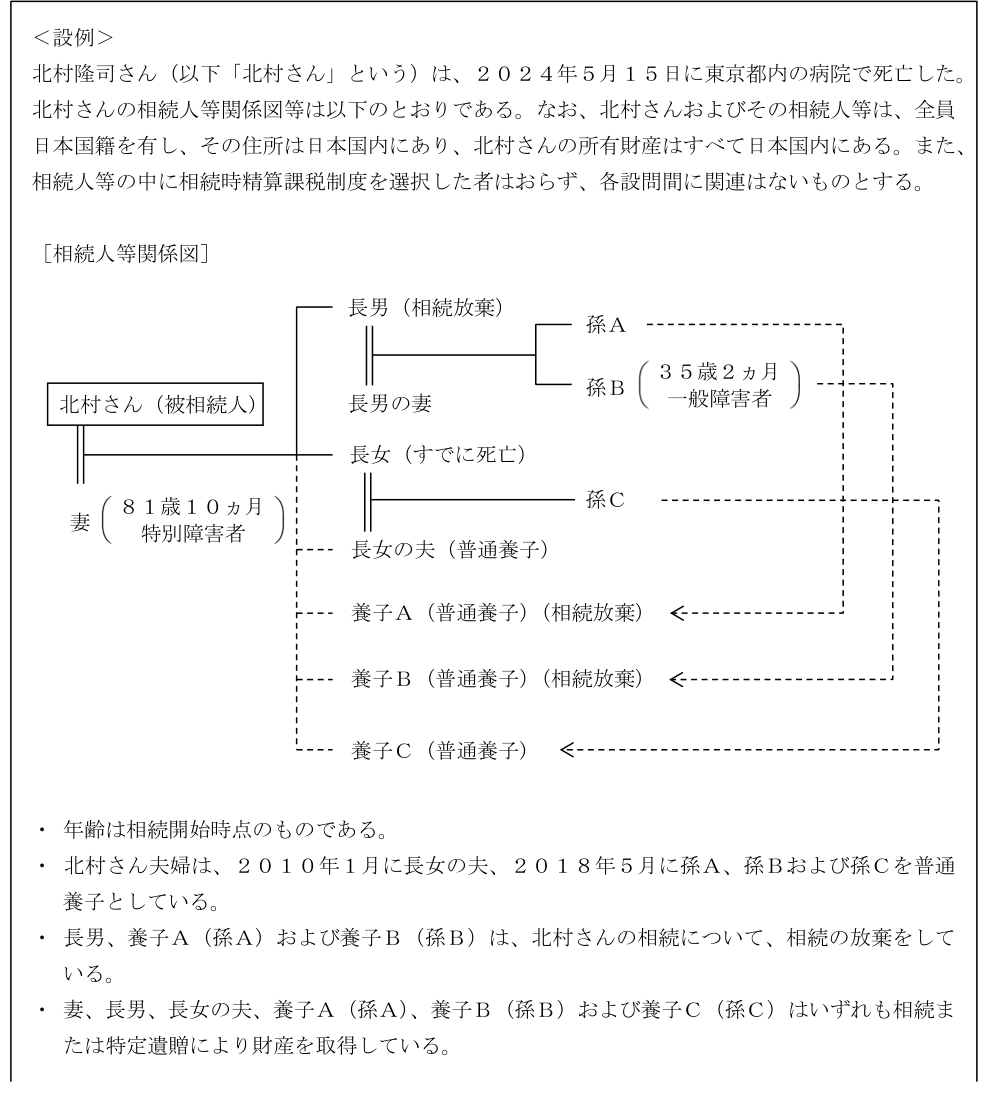 ＜設例＞
北村隆司さん（以下「北村さん」という）は、２０２４年５月１５日に東京都内の病院で死亡した。
北村さんの相続人等関係図等は以下のとおりである。なお、北村さんおよびその相続人等は、全員
日本国籍を有し、その住所は日本国内にあり、北村さんの所有財産はすべて日本国内にある。また、
相続人等の中に相続時精算課税制度を選択した者はおらず、各設問間に関連はないものとする。
［相続人等関係図］
長男（相続放棄）
孫Ａ
孫Ｂ（３５歳２ヵ月
一般障害者）
北村さん（被相続人）
長男の妻
長女（すでに死亡）
妻（８１歳１０ヵ月
特別障害者）
孫Ｃ
長女の夫（普通養子）
養子Ａ（普通養子）（相続放棄）
養子Ｂ（普通養子）（相続放棄）
養子Ｃ（普通養子）
・ 年齢は相続開始時点のものである。
・ 北村さん夫婦は、２０１０年１月に長女の夫、２０１８年５月に孫Ａ、孫Ｂおよび孫Ｃを普通
養子としている。
・ 長男、養子Ａ（孫Ａ）および養子Ｂ（孫Ｂ）は、北村さんの相続について、相続の放棄をして
いる。
・ 妻、長男、長女の夫、養子Ａ（孫Ａ）、養子Ｂ（孫Ｂ）および養子Ｃ（孫Ｃ）はいずれも相続ま
たは特定遺贈により財産を取得している。